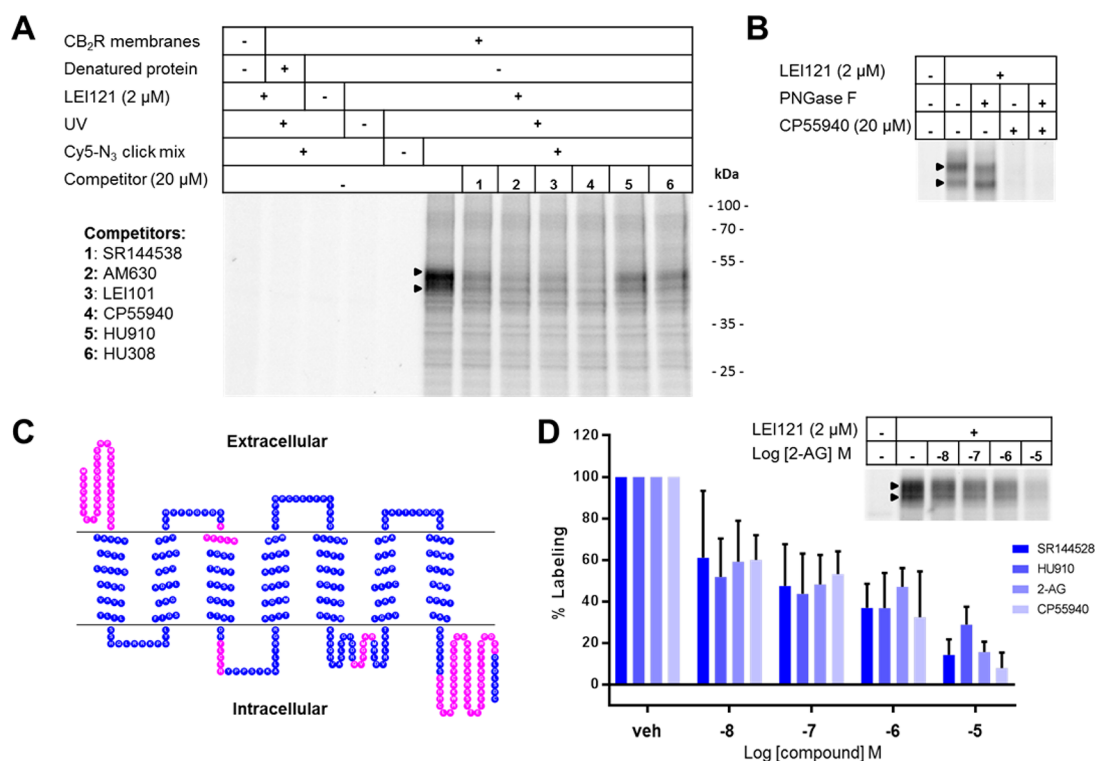 A
CB2R membranes - +
Denatured protein - + -
LEI121 (2 µM) + - +
UV + - +
Cy5-N3 click mix + - +
Competitor (20 µM) - 1 2 3 4 5 6
kDa
- 100 -
- 70 -
- 55 -
- 35 -
- 25 -
Competitors:
1: SR144538
2: AM630
3: LEI101
4: CP55940
5: HU910
6: HU308
B
LEI121 (2 µM) - +
PNGase F - - + - +
CP55940 (20 µM) - - - + +
C
Extracellular
Intracellular
D
LEI121 (2 µM) - +
Log [2-AG] M - - -8 -7 -6 -5
% Labeling
120
100
80
60
40
20
0
veh -8 -7 -6 -5
Log [compound] M
SR144528
HU910
2-AG
CP55940